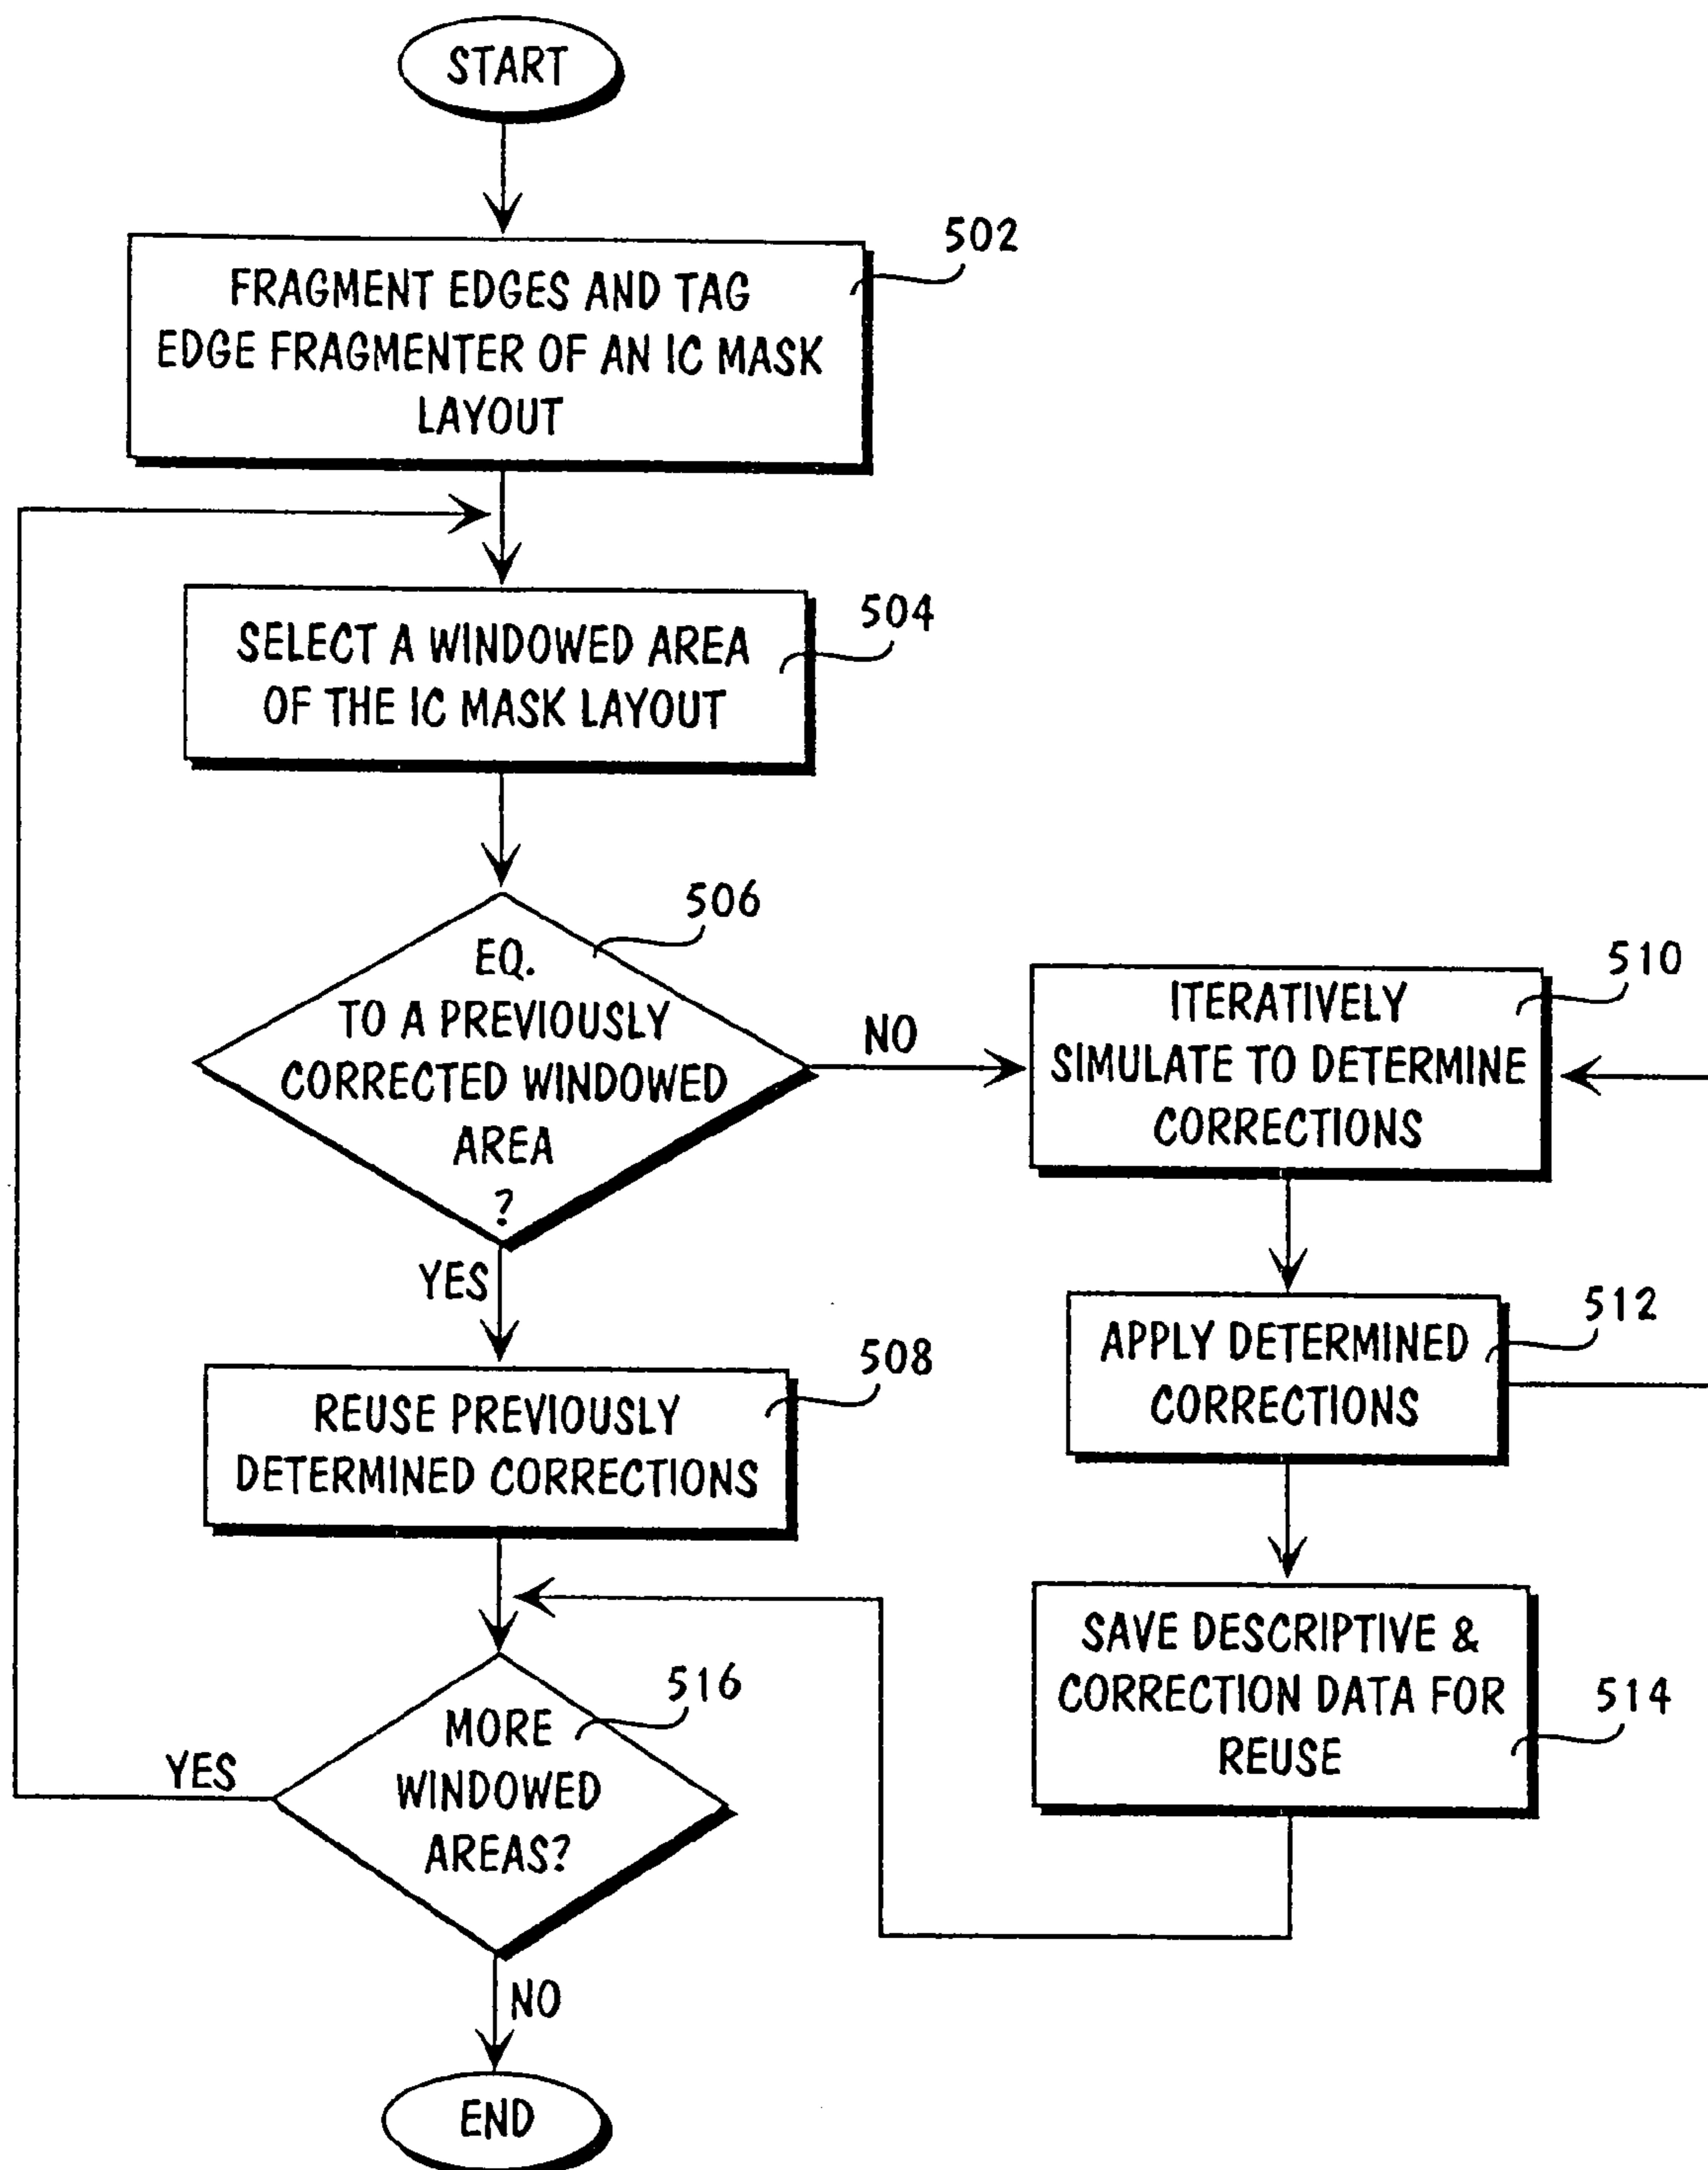 START
502
FRAGMENT EDGES AND TAG
EDGE FRAGMENTER OF AN IC MASK
LAYOUT
504
SELECT A WINDOWED AREA
OF THE IC MASK LAYOUT
506
EQ.
TO A PREVIOUSLY
CORRECTED WINDOWED
AREA
?
NO
510
ITERATIVELY
SIMULATE TO DETERMINE
CORRECTIONS
YES
512
APPLY DETERMINED
CORRECTIONS
508
REUSE PREVIOUSLY
DETERMINED CORRECTIONS
514
SAVE DESCRIPTIVE &
CORRECTION DATA FOR
REUSE
516
MORE
WINDOWED
AREAS?
YES
NO
END